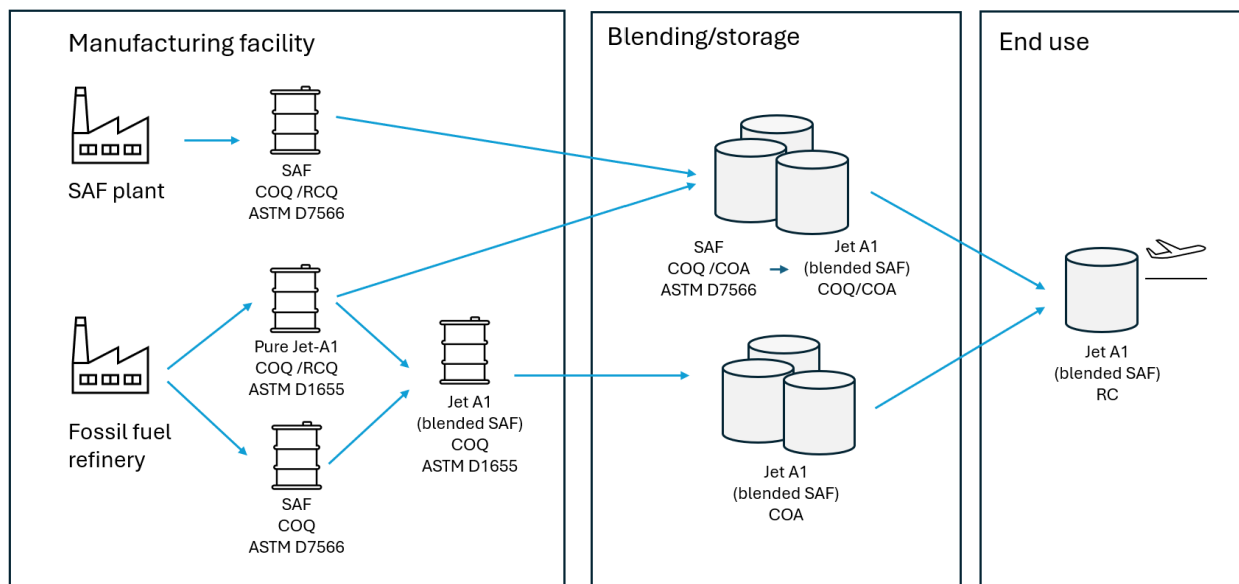 Manufacturing facility
SAF plant
SAF
COQ /RCQ
ASTM D7566
Fossil fuel
refinery
Pure Jet-A1
COQ /RCQ
ASTM D1655
SAF
COQ
ASTM D7566
Jet A1
(blended SAF)
COQ
ASTM D1655
Blending/storage
SAF
COQ /COA
ASTM D7566
Jet A1
(blended SAF)
COQ/COA
Jet A1
(blended SAF)
COA
End use
Jet A1
(blended SAF)
RC